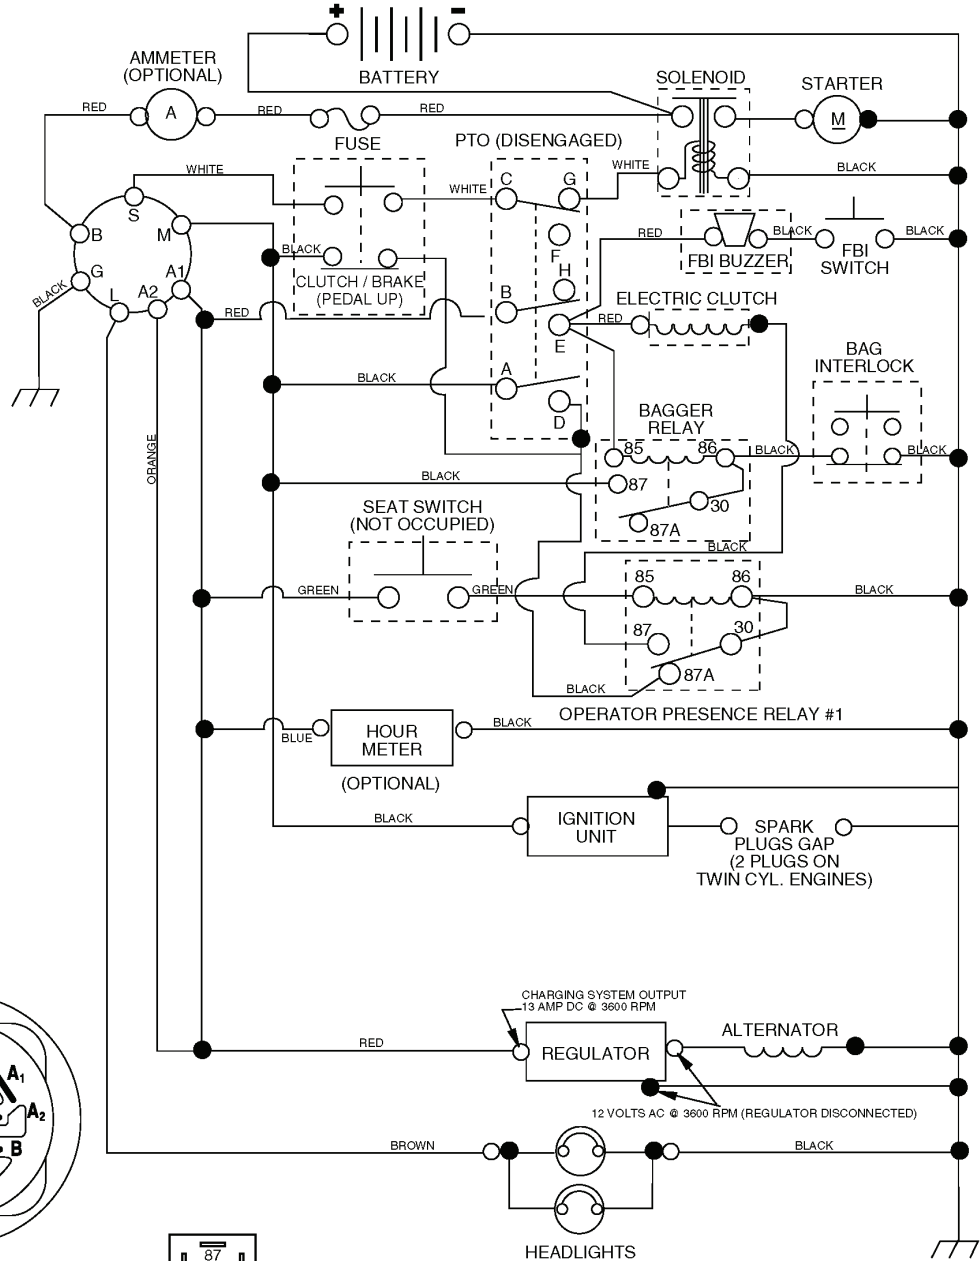 +
-
BATTERY
AMMETER
(OPTIONAL)
RED
A
RED
RED
FUSE
SOLENOID
STARTER
M
PTO (DISENGAGED)
WHITE
WHITE
WHITE
BLACK
C
G
S
B
M
G
L
A2
A1
BLACK
BLACK
CLUTCH / BRAKE
(PEDAL UP)
F
H
B
E
A
D
RED
RED
FBI BUZZER
BLACK
FBI
SWITCH
BLACK
ELECTRIC CLUTCH
RED
BLACK
BAG
INTERLOCK
BAGGER
RELAY
85
86
BLACK
BLACK
87
30
87A
BLACK
ORANGE
BLACK
SEAT SWITCH
(NOT OCCUPIED)
GREEN
GREEN
85
86
BLACK
87
30
87A
BLACK
OPERATOR PRESENCE RELAY #1
BLUE
HOUR
METER
BLACK
(OPTIONAL)
BLACK
IGNITION
UNIT
SPARK
PLUGS GAP
(2 PLUGS ON
TWIN CYL. ENGINES)
CHARGING SYSTEM OUTPUT
13 AMP DC @ 3600 RPM
RED
REGULATOR
ALTERNATOR
12 VOLTS AC @ 3600 RPM (REGULATOR DISCONNECTED)
A1
A2
B
BROWN
BLACK
HEADLIGHTS
87